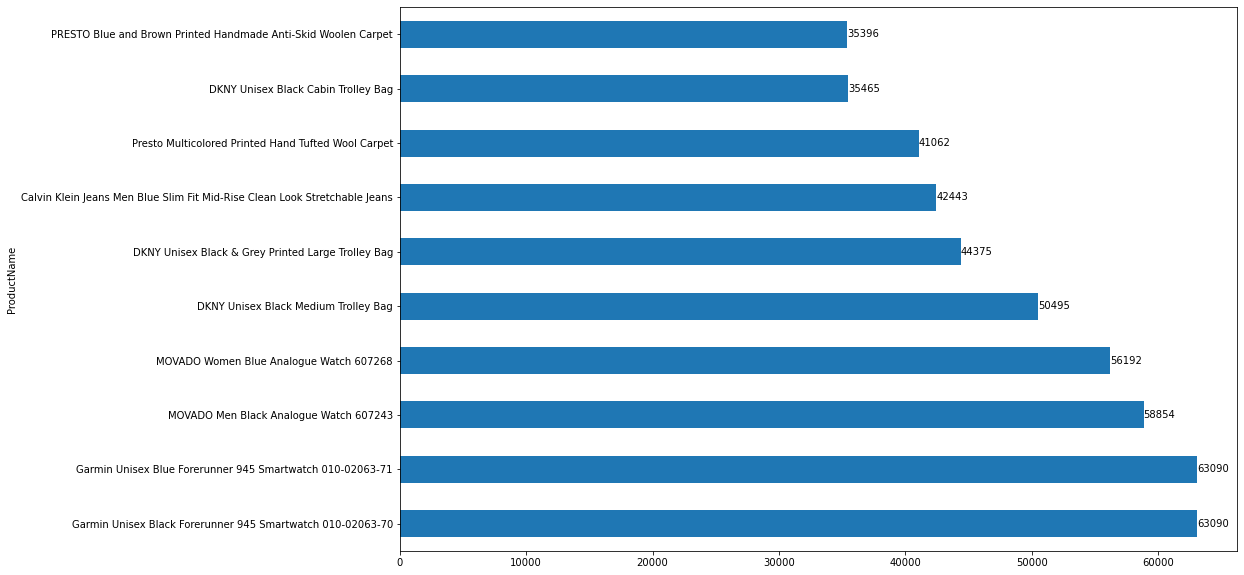 PRESTO Blue and Brown Printed Handmade Anti-Skid Woolen Carpet 35396
DKNY Unisex Black Cabin Trolley Bag 35465
Presto Multicolored Printed Hand Tufted Wool Carpet 41062
Calvin Klein Jeans Men Blue Slim Fit Mid-Rise Clean Look Stretchable Jeans 42443
DKNY Unisex Black & Grey Printed Large Trolley Bag 44375
ProductName
DKNY Unisex Black Medium Trolley Bag 50495
MOVADO Women Blue Analogue Watch 607268 56192
MOVADO Men Black Analogue Watch 607243 58854
Garmin Unisex Blue Forerunner 945 Smartwatch 010-02063-71 63090
Garmin Unisex Black Forerunner 945 Smartwatch 010-02063-70 63090
0 10000 20000 30000 40000 50000 60000